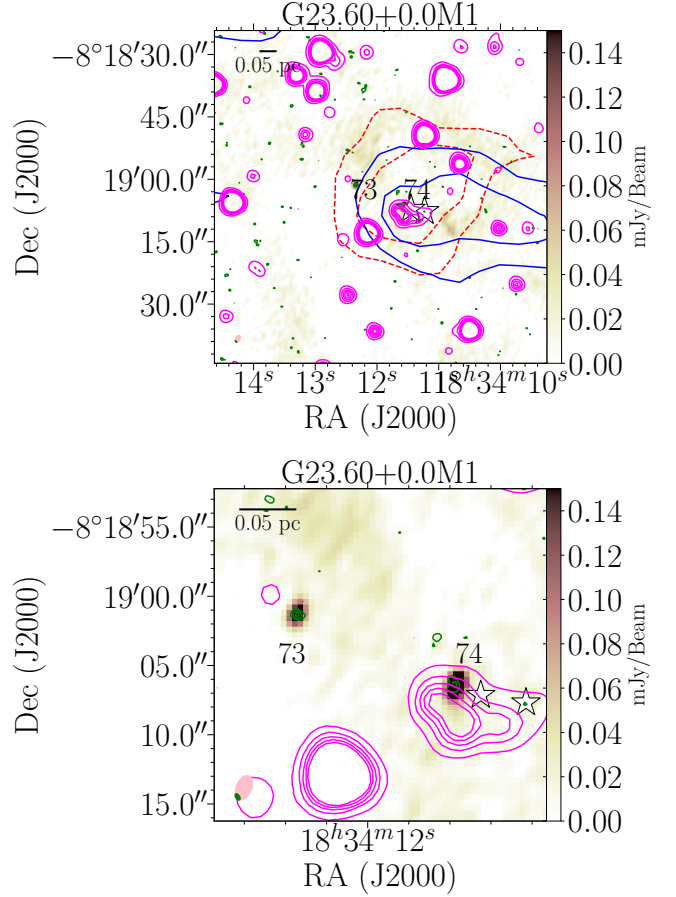 G23.60+0.0M1
−8°18′30.0″
45.0″
19′00.0″
15.0″
30.0″
Dec (J2000)
0.05 pc
73
74
14ˢ
13ˢ
12ˢ
11ˢ
18ʰ34ᵐ10ˢ
RA (J2000)
0.14
0.12
0.10
0.08
0.06
0.04
0.02
0.00
mJy/Beam
G23.60+0.0M1
−8°18′55.0″
19′00.0″
05.0″
10.0″
15.0″
Dec (J2000)
0.05 pc
73
74
18ʰ34ᵐ12ˢ
RA (J2000)
0.14
0.12
0.10
0.08
0.06
0.04
0.02
0.00
mJy/Beam